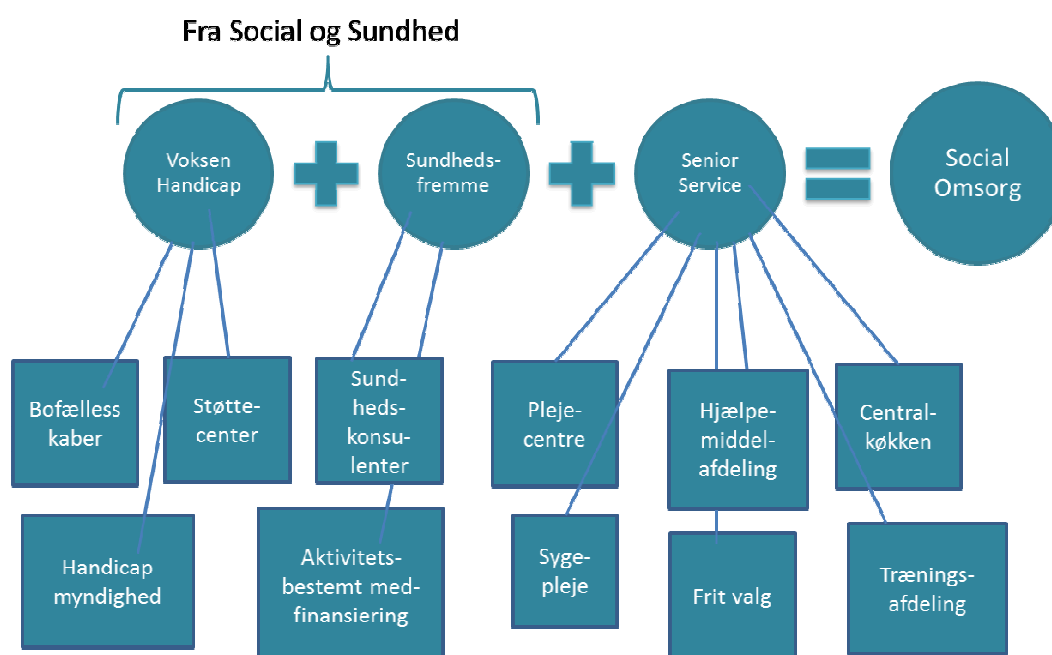 Fra Social og Sundhed
Voksen
Handicap
Sundheds-
fremme
Senior
Service
Social
Omsorg
Bofælless
kaber
Støtte-
center
Sund-
heds-
konsu-
lenter
Pleje-
centre
Hjælpe-
middel-
afdeling
Central-
køkken
Handicap
myndighed
Aktivitets-
bestemt med-
finansiering
Syge-
pleje
Frit valg
Trænings-
afdeling